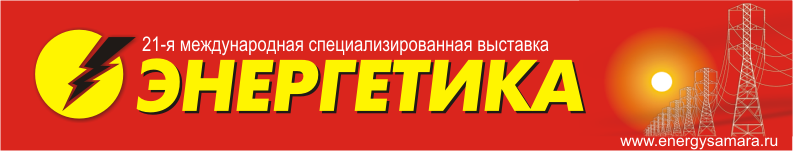 21-я международная специализированная выставка
ЭНЕРГЕТИКА
www.energysamara.ru